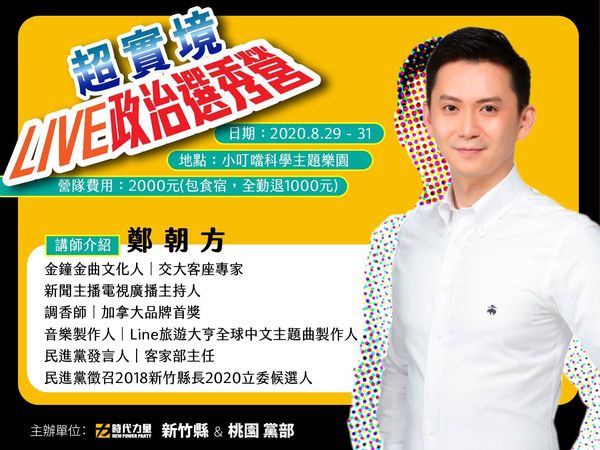 超實境
LIVE政治選秀營
日期：2020.8.29 - 31
地點：小叮噹科學主題樂園
營隊費用：2000元(包食宿，全勤退1000元)
講師介紹 鄭朝方
金鐘金曲文化人｜交大客座專家
新聞主播電視廣播主持人
調香師｜加拿大品牌首獎
音樂製作人｜Line旅遊大亨全球中文主題曲製作人
民進黨發言人｜客家部主任
民進黨徵召2018新竹縣長2020立委候選人
主辦單位： 時代力量 NEW POWER PARTY 新竹縣 & 桃園 黨部